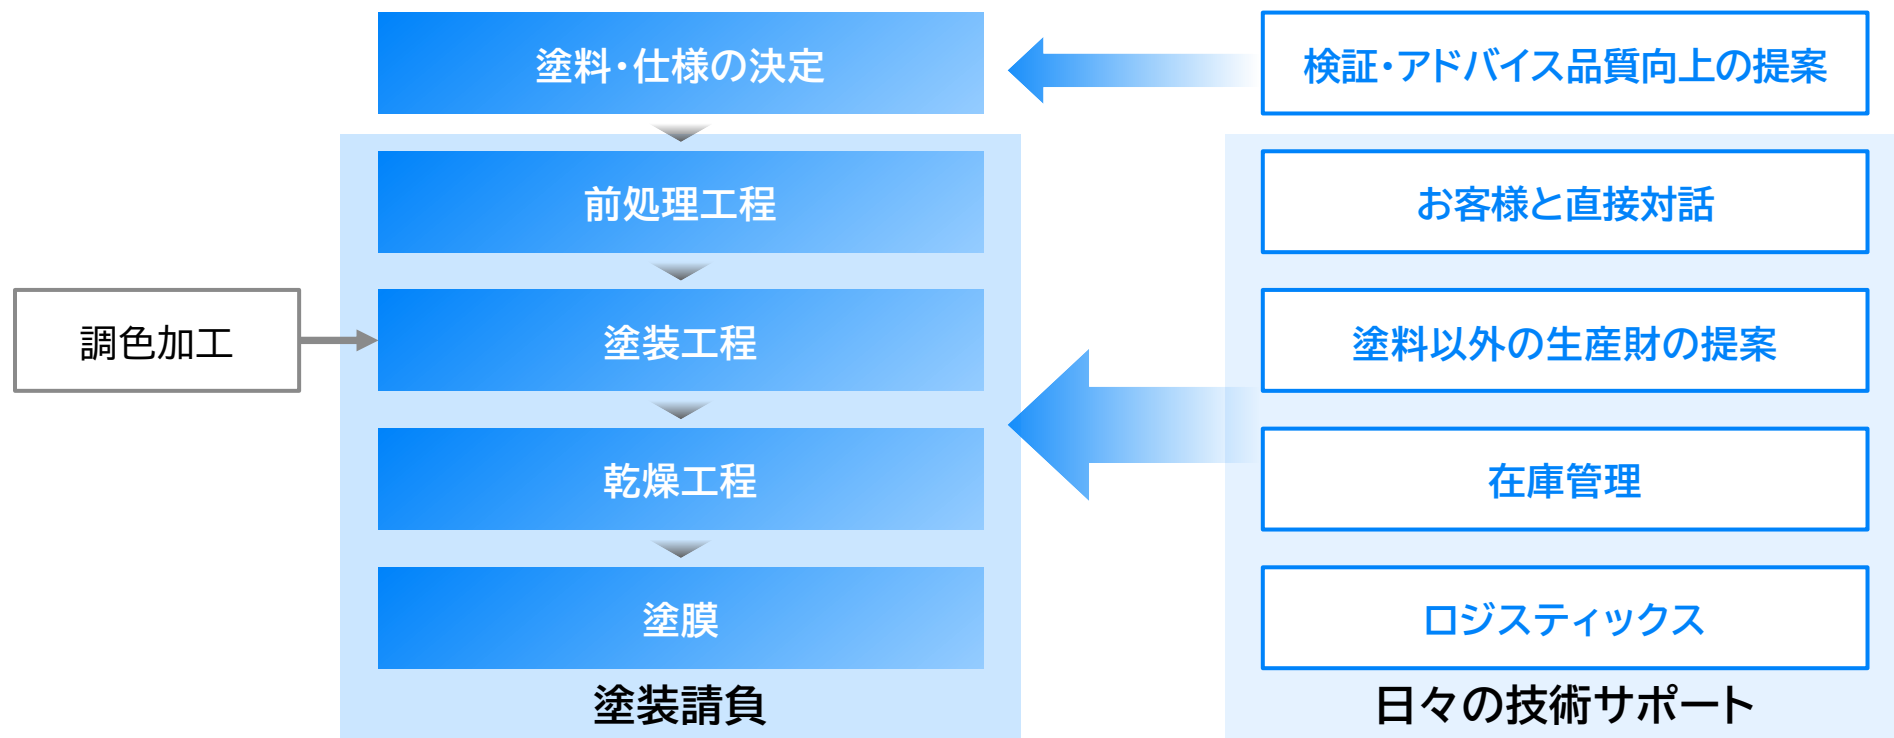 塗料・仕様の決定
検証・アドバイス品質向上の提案
前処理工程
お客様と直接対話
調色加工
塗装工程
塗料以外の生産財の提案
乾燥工程
在庫管理
塗膜
ロジスティックス
塗装請負
日々の技術サポート